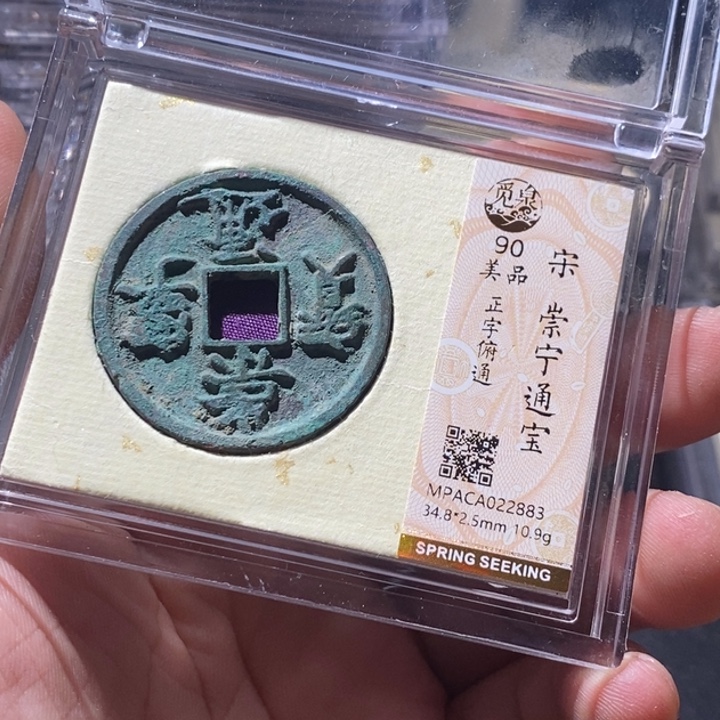 觅泉
90
美品
正字俯通
宋 崇宁通宝
MPACA022883
34.8*2.5mm 10.9g
SPRING SEEKING